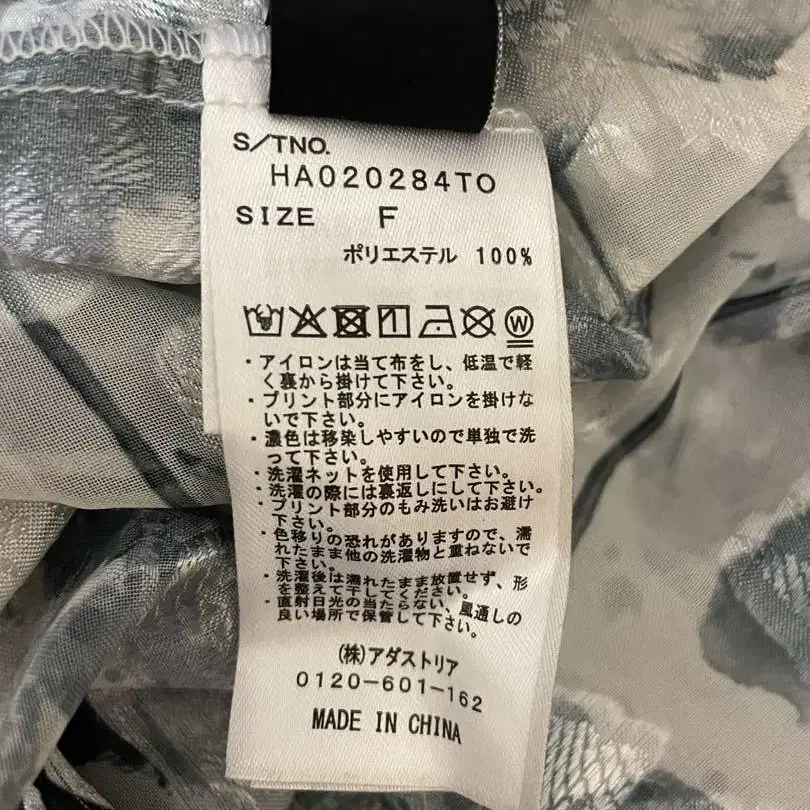 S/TNO.
HA020284TO
SIZE F
ポリエステル 100%
W
・アイロンは当て布をし、低温で軽
く裏から掛けて下さい。
・プリント部分にアイロンを掛けな
いで下さい。
・濃色は移染しやすいので単独で洗
って下さい。
・洗濯ネットを使用して下さい。
・洗濯の際には裏返しにして下さい。
・プリント部分のもみ洗いはお避け
下さい。
・色移りの恐れがありますので、濡
れたまま他の洗濯物と重ねないで
下さい。
・洗濯後は濡れたまま放置せず、形
を整えて干してください。
・直射日光の当たらない、風通しの
良い場所で保管して下さい。
(株)アダストリア
0120-601-162
MADE IN CHINA